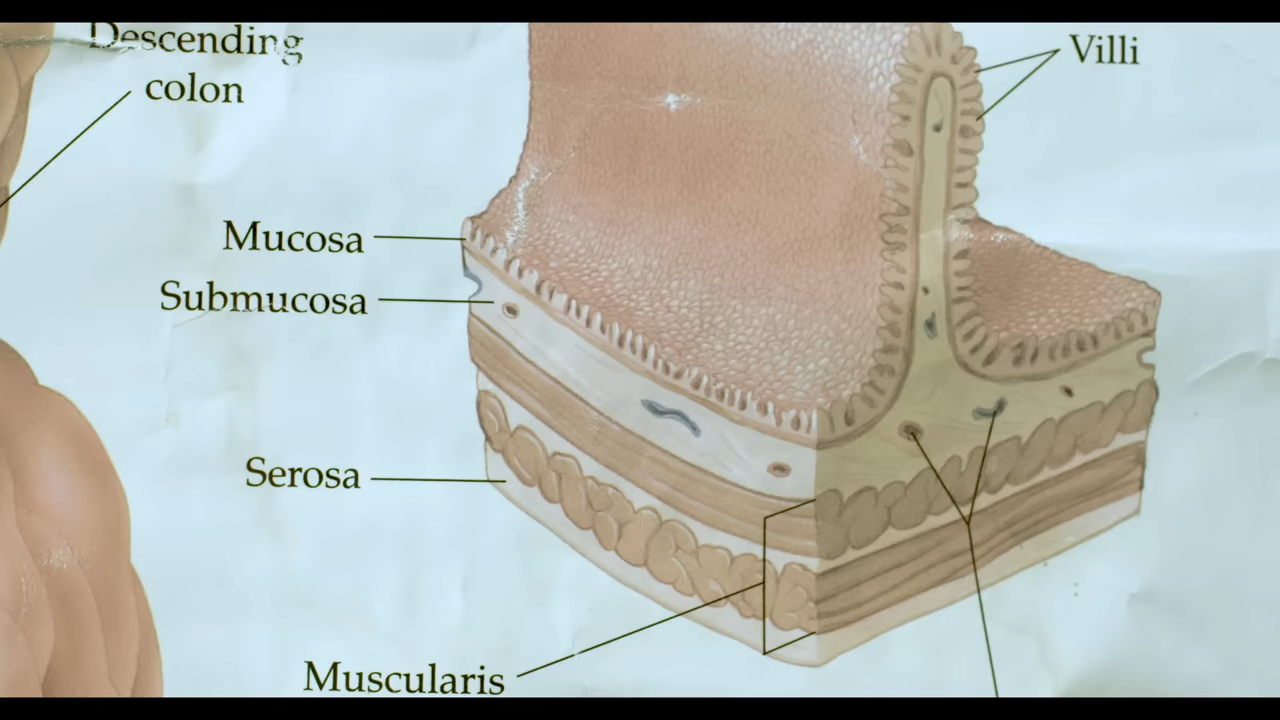 Descending
colon
Villi
Mucosa
Submucosa
Serosa
Muscularis